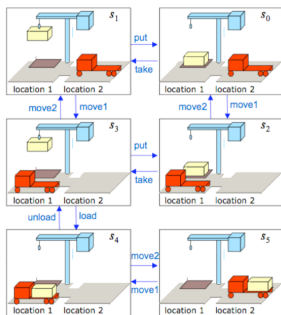 s1
s0
put
take
location 1 location 2
location 1 location 2
move2
move1
move2
move1
s3
s2
put
take
location 1 location 2
location 1 location 2
unload
load
s4
s5
move2
move1
location 1 location 2
location 1 location 2